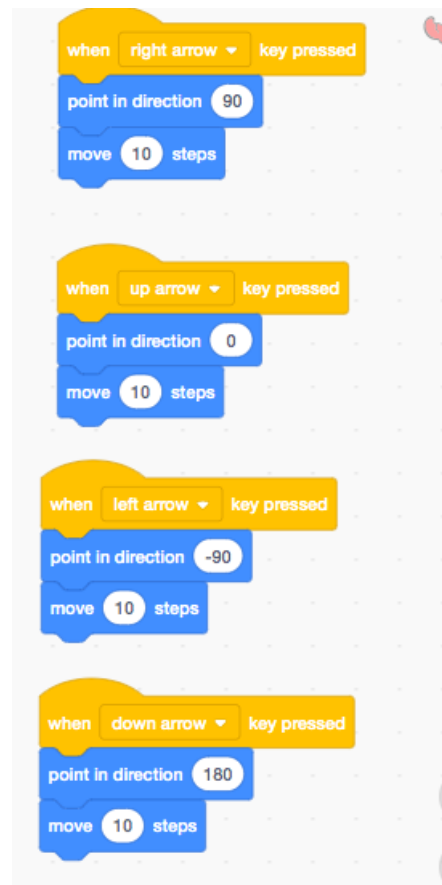 when right arrow key pressed
point in direction 90
move 10 steps
when up arrow key pressed
point in direction 0
move 10 steps
when left arrow key pressed
point in direction -90
move 10 steps
when down arrow key pressed
point in direction 180
move 10 steps